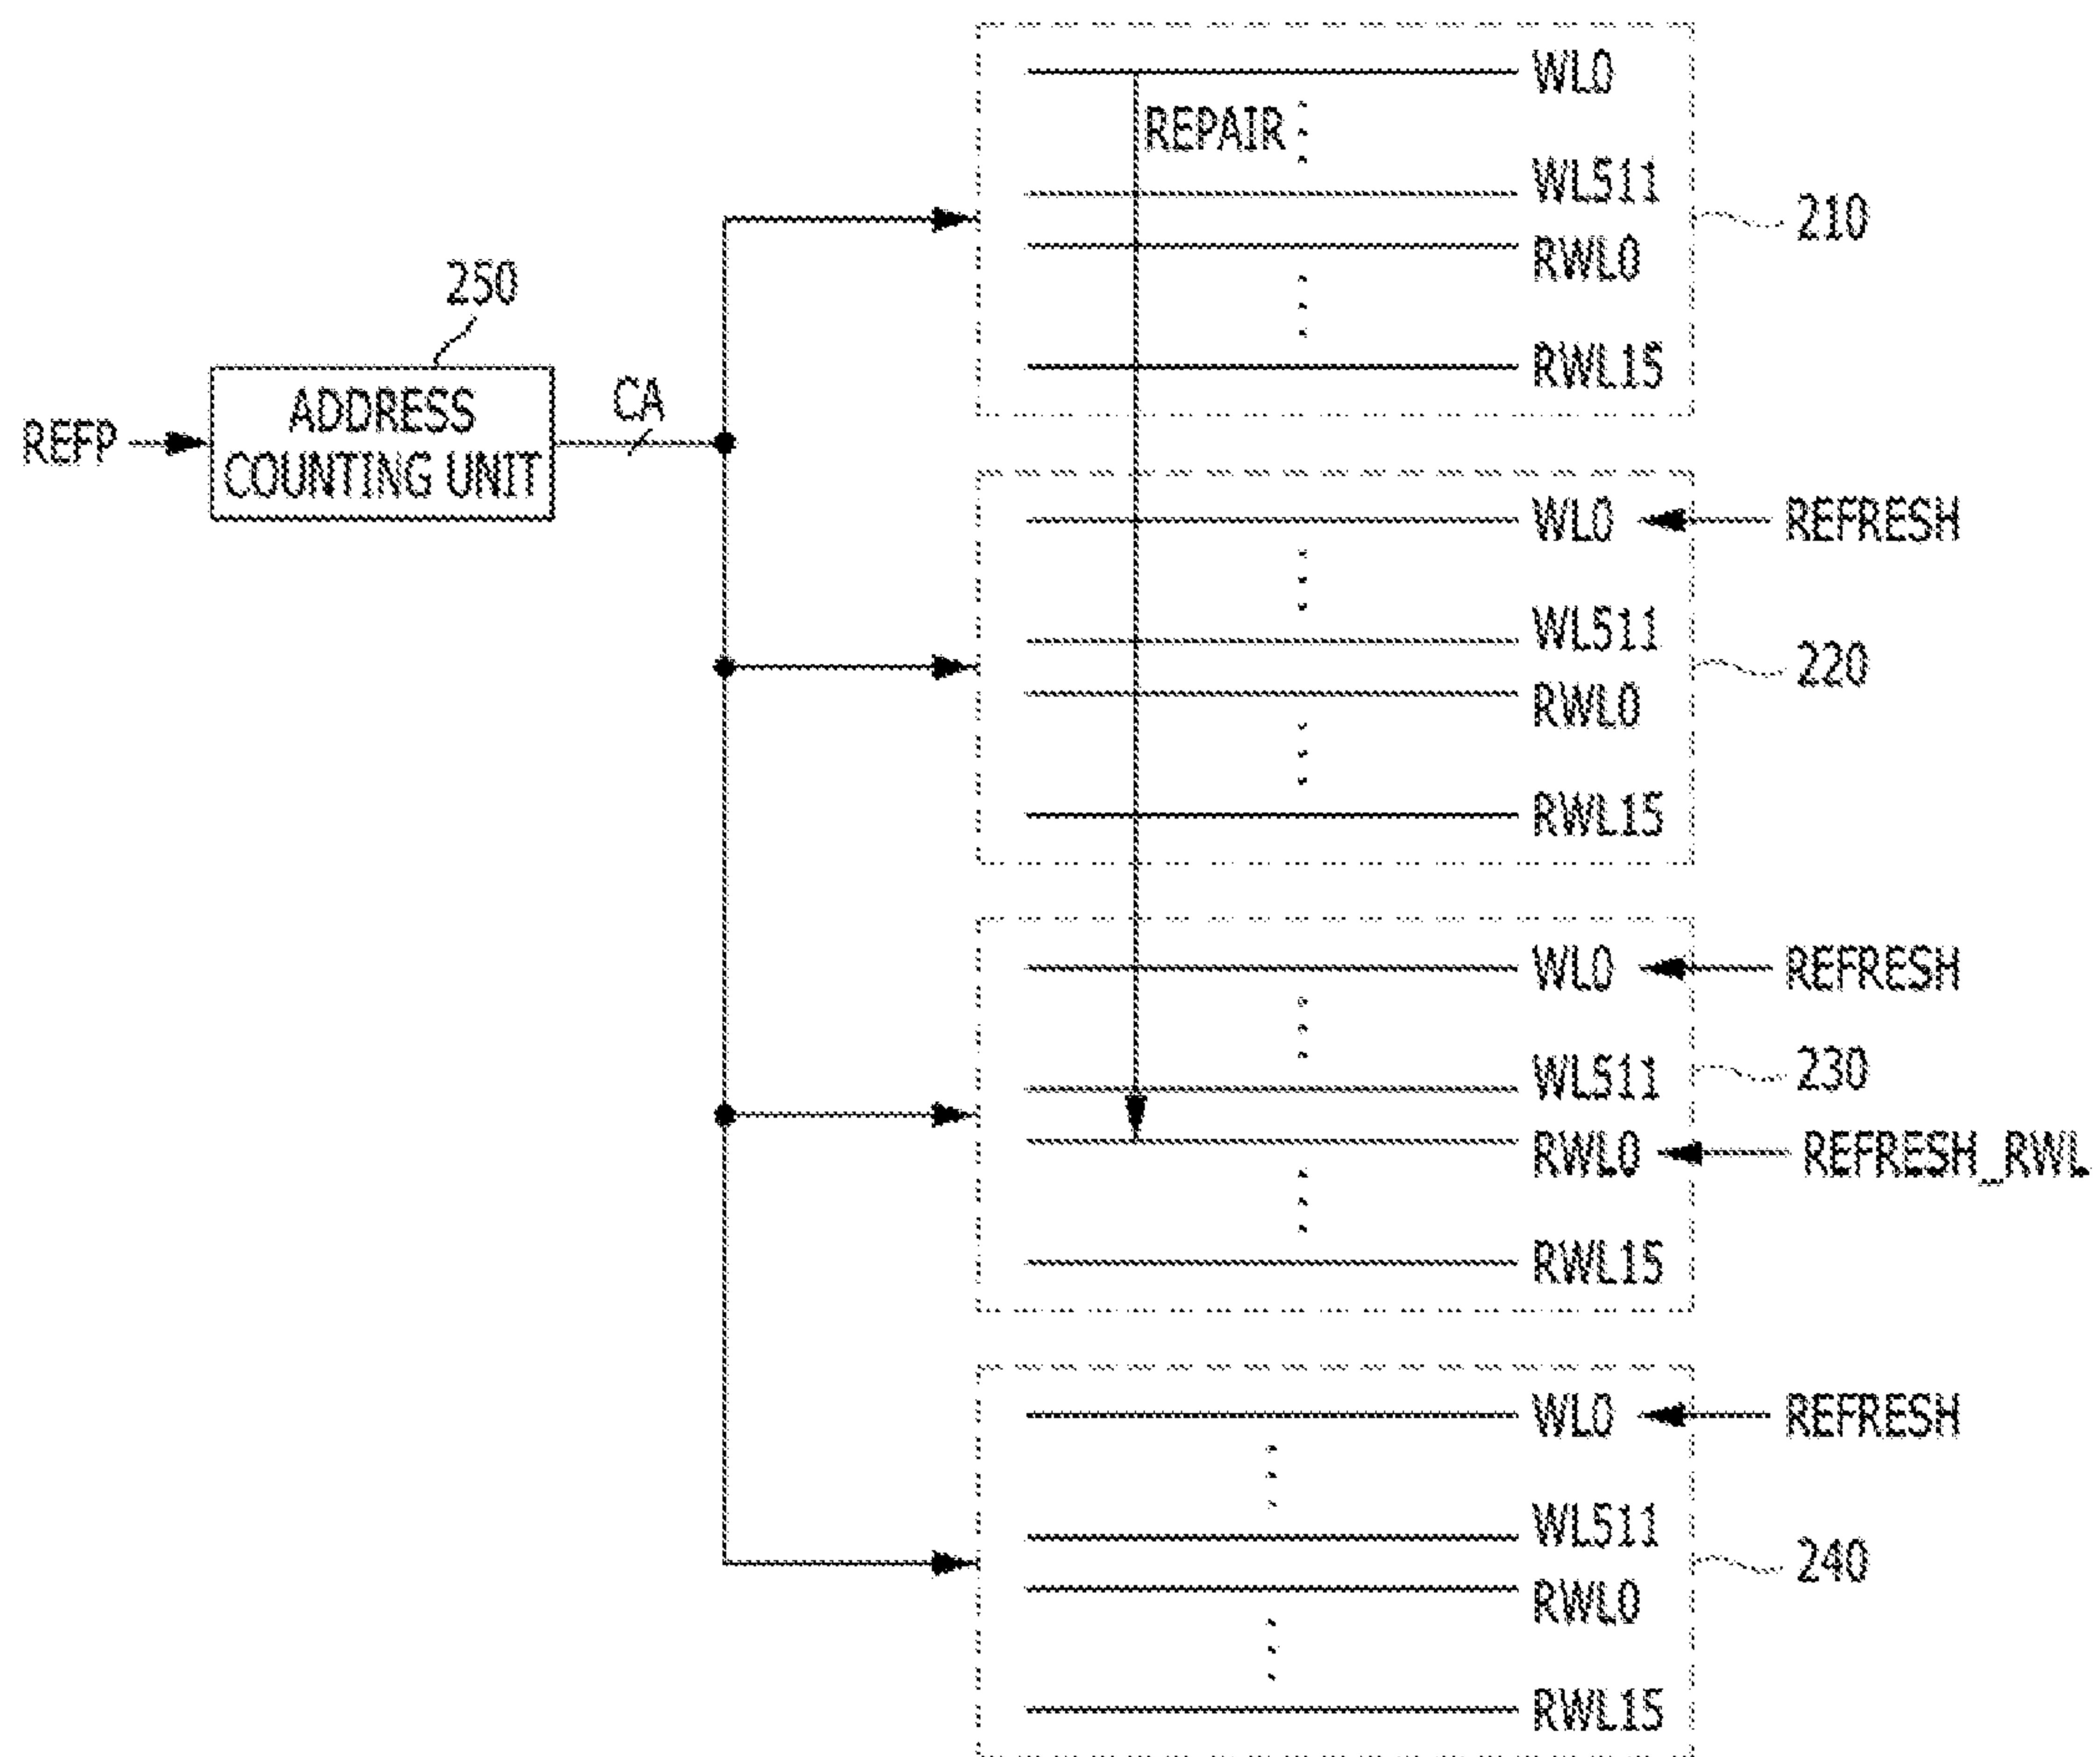 WL0
REPAIR
WL511
210
RWL0
250
RWL15
REFP
ADDRESS
COUNTING UNIT
CA
WL0
REFRESH
WL511
220
RWL0
RWL15
WL0
REFRESH
WL511
230
RWL0
REFRESH_RWL
RWL15
WL0
REFRESH
WL511
240
RWL0
RWL15